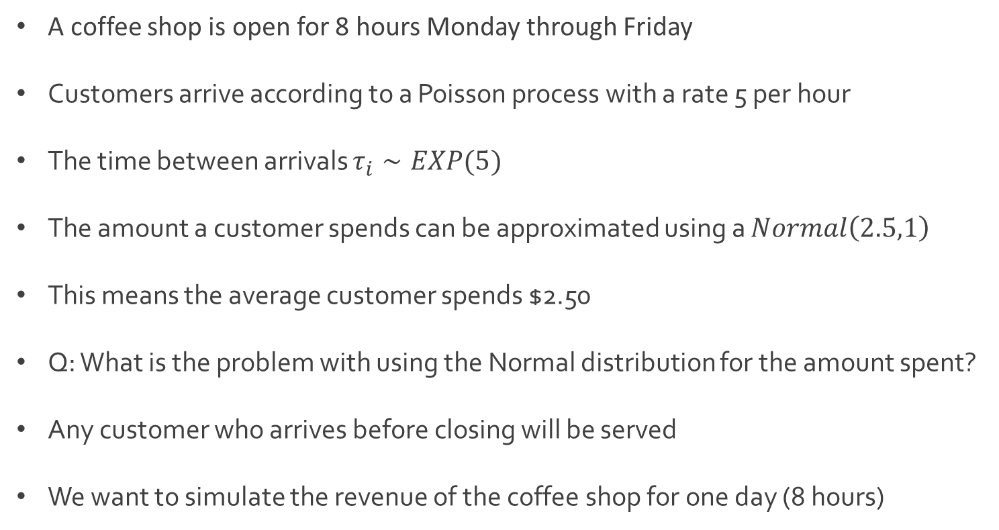 • A coffee shop is open for 8 hours Monday through Friday
• Customers arrive according to a Poisson process with a rate 5 per hour
• The time between arrivals τᵢ ~ EXP(5)
• The amount a customer spends can be approximated using a Normal(2.5,1)
• This means the average customer spends $2.50
• Q: What is the problem with using the Normal distribution for the amount spent?
• Any customer who arrives before closing will be served
• We want to simulate the revenue of the coffee shop for one day (8 hours)